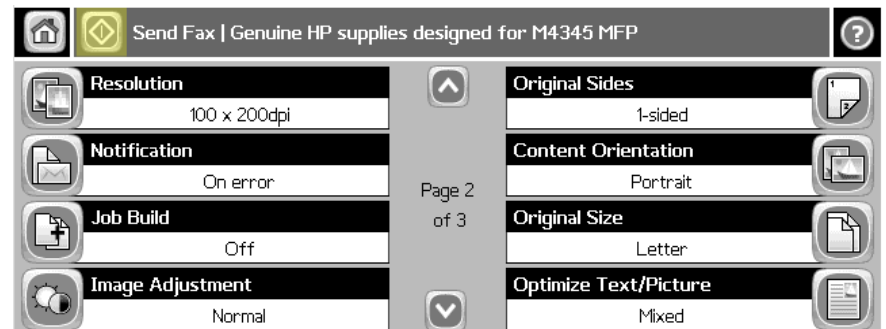 Send Fax | Genuine HP supplies designed for M4345 MFP
?
Resolution
100 x 200dpi
Notification
On error
Job Build
Off
Image Adjustment
Normal
Page 2
of 3
Original Sides
1-sided
1
2
Content Orientation
Portrait
Original Size
Letter
Optimize Text/Picture
Mixed